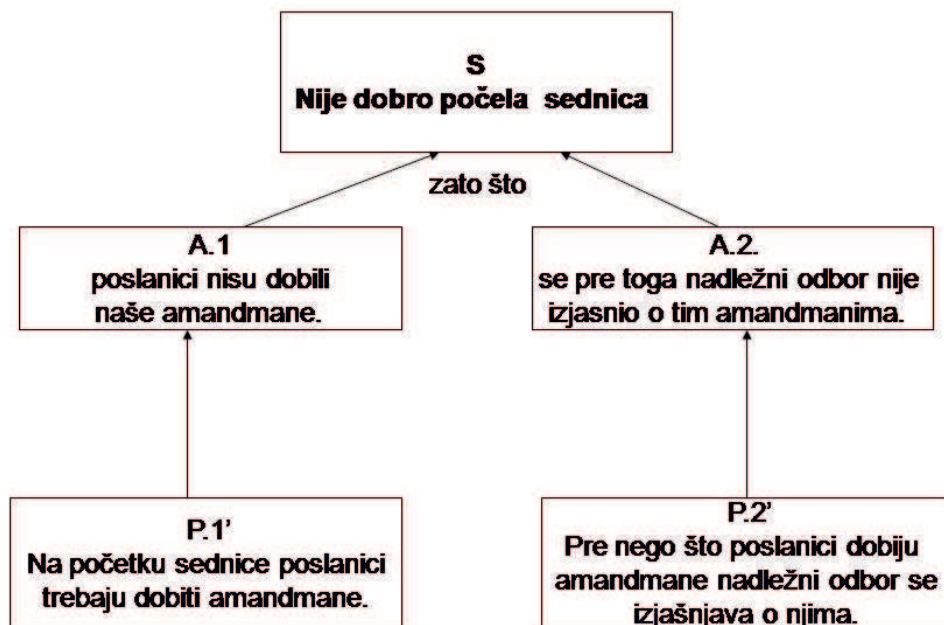 S
Nije dobro počela sednica
zato što
A.1
poslanici nisu dobili
naše amandmane.
A.2.
se pre toga nadležni odbor nije
izjasnio o tim amandmanima.
P.1'
Na početku sednice poslanici
trebaju dobiti amandmane.
P.2'
Pre nego što poslanici dobiju
amandmane nadležni odbor se
izjašnjava o njima.